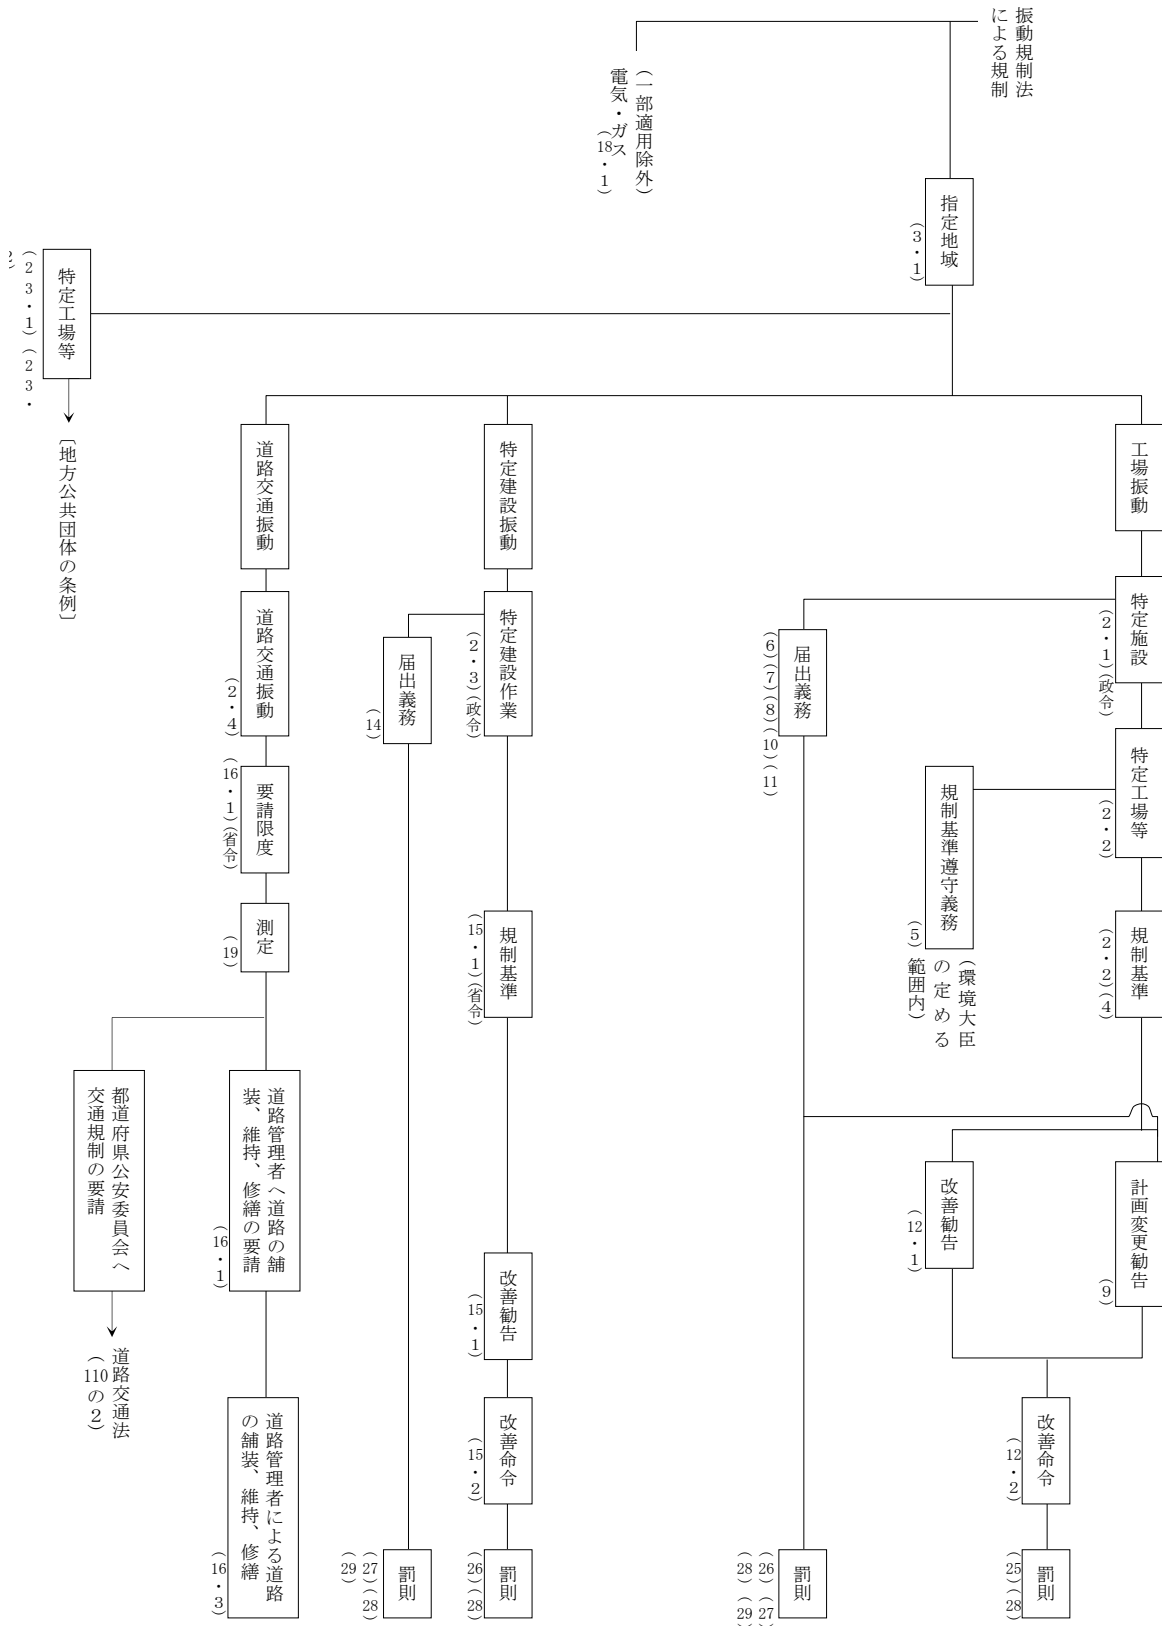 振動規制法
による規制
(一部適用除外)
電気・ガス
(18・1)
指定地域
(3・1)
工場振動
特定施設
(2・1)(政令)
特定工場等
(2・2)
規制基準
(2・2)(4)
計画変更勧告
(9)
規制基準遵守義務
(5)
(環境大臣
の定める
範囲内)
改善勧告
(12・1)
改善命令
(12・2)
罰則
(25)(28)
届出義務
(6)(7)(8)(10)(11)
罰則
(26)(27)
(28)(29)
特定建設振動
特定建設作業
(2・3)(政令)
規制基準
(15・1)(省令)
改善勧告
(15・1)
改善命令
(15・2)
罰則
(26)(28)
届出義務
(14)
罰則
(27)(28)
(29)
道路交通振動
道路交通振動
(2・4)
要請限度
(16・1)(省令)
測定
(19)
道路管理者へ道路の舗
装、維持、修繕の要請
(16・1)
道路管理者による道路
の舗装、維持、修繕
(16・3)
都道府県公安委員会へ
交通規制の要請
道路交通法
(110の2)
特定工場等
(23・1)(23・
2)
〔地方公共団体の条例〕